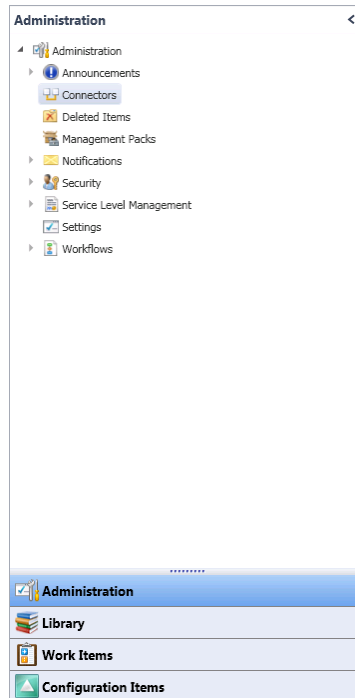 Administration
Administration
Announcements
Connectors
Deleted Items
Management Packs
Notifications
Security
Service Level Management
Settings
Workflows
Administration
Library
Work Items
Configuration Items